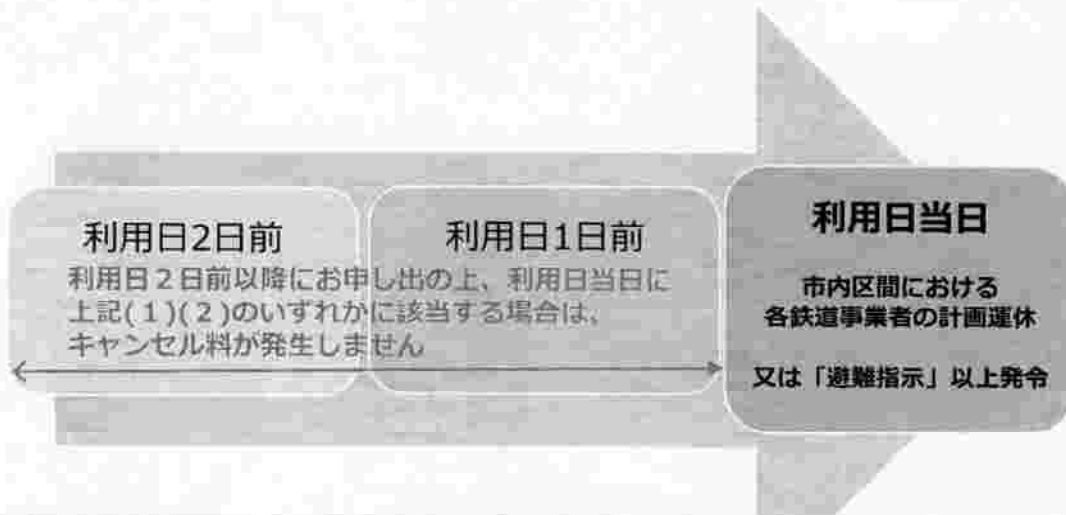 利用日2日前
利用日2日前以降にお申し出の上、利用日当日に
上記(1)(2)のいずれかに該当する場合は、
キャンセル料が発生しません
利用日1日前
利用日当日
市内区間における
各鉄道事業者の計画運休
又は「避難指示」以上発令